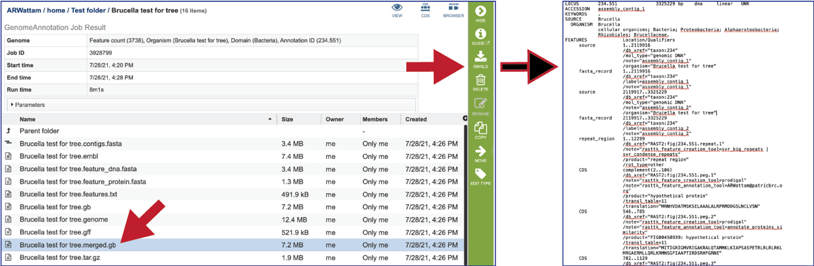 ARWattam / home / Test folder / Brucella test for tree (16 items)
VIEW
CDS
BROWSER
GenomeAnnotation Job Result
Genome Feature count (3736), Organism (Brucella test for tree), Domain (Bacteria), Annotation ID (234.551)
Job ID 3928799
Start time 7/28/21, 4:20 PM
End time 7/28/21, 4:28 PM
Run time 8m1s
Parameters
Name Size Owner Members Created
Parent folder -
Brucella test for tree.contigs.fasta 3.4 MB me Only me 7/28/21, 4:26 PM
Brucella test for tree.embl 7.4 MB me Only me 7/28/21, 4:26 PM
Brucella test for tree.feature_dna.fasta 3.4 MB me Only me 7/28/21, 4:26 PM
Brucella test for tree.feature_protein.fasta 1.3 MB me Only me 7/28/21, 4:26 PM
Brucella test for tree.features.txt 491.9 kB me Only me 7/28/21, 4:26 PM
Brucella test for tree.gb 7.2 MB me Only me 7/28/21, 4:26 PM
Brucella test for tree.genome 12.4 MB me Only me 7/28/21, 4:26 PM
Brucella test for tree.gff 521.9 kB me Only me 7/28/21, 4:26 PM
Brucella test for tree.merged.gb 7.2 MB me Only me 7/28/21, 4:26 PM
Brucella test for tree.tar.gz 1.9 MB me Only me 7/28/21, 4:26 PM
HIDE
GUIDE
DWNLD
DELETE
RENAME
COPY
MOVE
EDIT TYPE
LOCUS 234.551 3325229 bp dna linear UNK
ACCESSION assembly_contig_1
KEYWORDS .
SOURCE Brucella
ORGANISM Brucella
cellular organisms; Bacteria; Proteobacteria; Alphaproteobacteria;
Rhizobiales; Brucellaceae.
FEATURES Location/Qualifiers
source 1..2119916
/db_xref="taxon:234"
/mol_type="genomic DNA"
/note="assembly_contig_1"
/organism="Brucella test for tree"
fasta_record 1..2119916
/db_xref="taxon:234"
/label=assembly_contig_1
/note="assembly_contig_1"
source 2119917..3325229
/db_xref="taxon:234"
/mol_type="genomic DNA"
/note="assembly_contig_2"
/organism="Brucella test for tree"
fasta_record 2119917..3325229
/db_xref="taxon:234"
/label=assembly_contig_2
/note="assembly_contig_2"
repeat_region 1..12299
/db_xref="RAST2:fig|234.551.repeat.1"
/note="rasttk_feature_creation_tool=svr_big_repeats |
svr_condense_repeats"
/product="repeat region"
/rpt_type=other
CDS complement(2..106)
/db_xref="RAST2:fig|234.551.peg.1"
/note="rasttk_feature_creation_tool=prodigal"
/note="rasttk_feature_annotation_tool=ARWattam@patricbrc.o
rg"
/product="hypothetical protein"
/transl_table=11
CDS 546..785
/db_xref="RAST2:fig|234.551.peg.2"
/note="rasttk_feature_creation_tool=prodigal"
/note="rasttk_feature_annotation_tool=annotate_proteins_si
milarity"
/product="FIG00450939: hypothetical protein"
/transl_table=11
CDS 782..1129
/db_xref="RAST2:fig|234.551.peg.3"